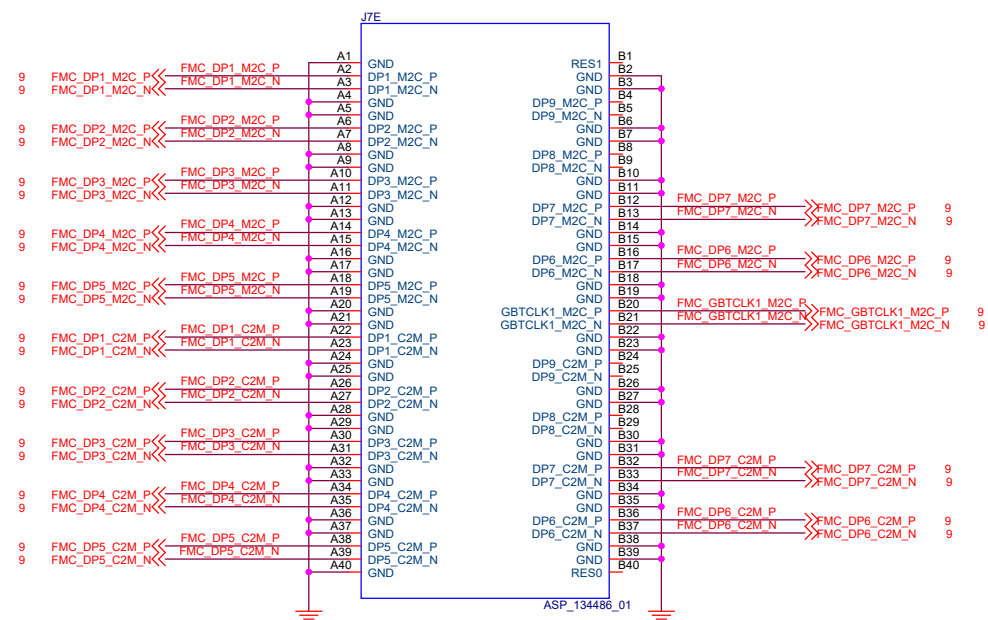 J7E
A1 GND
A2 DP1_M2C_P FMC_DP1_M2C_P FMC_DP1_M2C_P 9
A3 DP1_M2C_N FMC_DP1_M2C_N FMC_DP1_M2C_N 9
A4 GND
A5 GND
A6 DP2_M2C_P FMC_DP2_M2C_P FMC_DP2_M2C_P 9
A7 DP2_M2C_N FMC_DP2_M2C_N FMC_DP2_M2C_N 9
A8 GND
A9 GND
A10 DP3_M2C_P FMC_DP3_M2C_P FMC_DP3_M2C_P 9
A11 DP3_M2C_N FMC_DP3_M2C_N FMC_DP3_M2C_N 9
A12 GND
A13 GND
A14 DP4_M2C_P FMC_DP4_M2C_P FMC_DP4_M2C_P 9
A15 DP4_M2C_N FMC_DP4_M2C_N FMC_DP4_M2C_N 9
A16 GND
A17 GND
A18 DP5_M2C_P FMC_DP5_M2C_P FMC_DP5_M2C_P 9
A19 DP5_M2C_N FMC_DP5_M2C_N FMC_DP5_M2C_N 9
A20 GND
A21 GND
A22 DP1_C2M_P FMC_DP1_C2M_P FMC_DP1_C2M_P 9
A23 DP1_C2M_N FMC_DP1_C2M_N FMC_DP1_C2M_N 9
A24 GND
A25 GND
A26 DP2_C2M_P FMC_DP2_C2M_P FMC_DP2_C2M_P 9
A27 DP2_C2M_N FMC_DP2_C2M_N FMC_DP2_C2M_N 9
A28 GND
A29 GND
A30 DP3_C2M_P FMC_DP3_C2M_P FMC_DP3_C2M_P 9
A31 DP3_C2M_N FMC_DP3_C2M_N FMC_DP3_C2M_N 9
A32 GND
A33 GND
A34 DP4_C2M_P FMC_DP4_C2M_P FMC_DP4_C2M_P 9
A35 DP4_C2M_N FMC_DP4_C2M_N FMC_DP4_C2M_N 9
A36 GND
A37 GND
A38 DP5_C2M_P FMC_DP5_C2M_P FMC_DP5_C2M_P 9
A39 DP5_C2M_N FMC_DP5_C2M_N FMC_DP5_C2M_N 9
A40 GND
RES1 B1
GND B2
GND B3
DP9_M2C_P B4
DP9_M2C_N B5
GND B6
GND B7
DP8_M2C_P B8
DP8_M2C_N B9
GND B10
GND B11
DP7_M2C_P B12 FMC_DP7_M2C_P FMC_DP7_M2C_P 9
DP7_M2C_N B13 FMC_DP7_M2C_N FMC_DP7_M2C_N 9
GND B14
GND B15
DP6_M2C_P B16 FMC_DP6_M2C_P FMC_DP6_M2C_P 9
DP6_M2C_N B17 FMC_DP6_M2C_N FMC_DP6_M2C_N 9
GND B18
GND B19
GBTCLK1_M2C_P B20 FMC_GBTCLK1_M2C_P FMC_GBTCLK1_M2C_P 9
GBTCLK1_M2C_N B21 FMC_GBTCLK1_M2C_N FMC_GBTCLK1_M2C_N 9
GND B22
GND B23
DP9_C2M_P B24
DP9_C2M_N B25
GND B26
GND B27
DP8_C2M_P B28
DP8_C2M_N B29
GND B30
GND B31
DP7_C2M_P B32 FMC_DP7_C2M_P FMC_DP7_C2M_P 9
DP7_C2M_N B33 FMC_DP7_C2M_N FMC_DP7_C2M_N 9
GND B34
GND B35
DP6_C2M_P B36 FMC_DP6_C2M_P FMC_DP6_C2M_P 9
DP6_C2M_N B37 FMC_DP6_C2M_N FMC_DP6_C2M_N 9
GND B38
GND B39
RES0 B40
ASP_134486_01